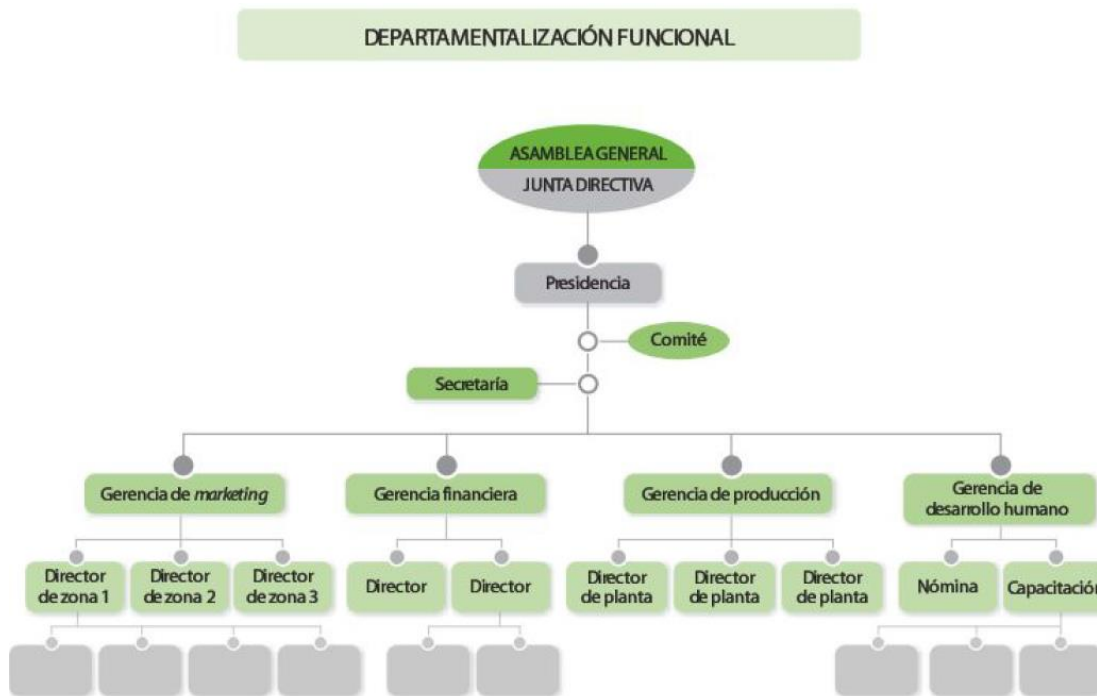 DEPARTAMENTALIZACIÓN FUNCIONAL
ASAMBLEA GENERAL
JUNTA DIRECTIVA
Presidencia
Comité
Secretaría
Gerencia de marketing
Gerencia financiera
Gerencia de producción
Gerencia de
desarrollo humano
Director
de zona 1
Director
de zona 2
Director
de zona 3
Director
Director
Director
de planta
Director
de planta
Director
de planta
Nómina
Capacitación